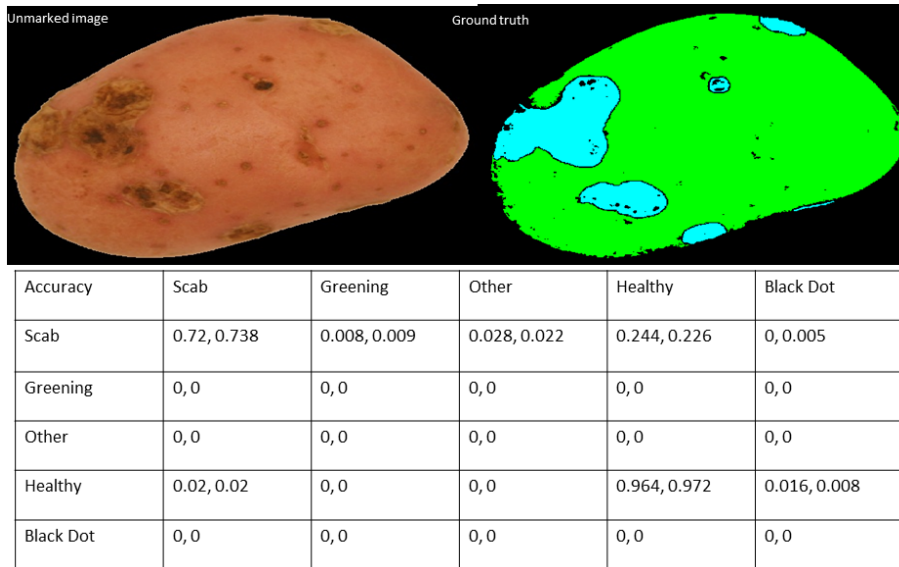 Unmarked image Ground truth
Accuracy Scab Greening Other Healthy Black Dot
Scab 0.72, 0.738 0.008, 0.009 0.028, 0.022 0.244, 0.226 0, 0.005
Greening 0, 0 0, 0 0, 0 0, 0 0, 0
Other 0, 0 0, 0 0, 0 0, 0 0, 0
Healthy 0.02, 0.02 0, 0 0, 0 0.964, 0.972 0.016, 0.008
Black Dot 0, 0 0, 0 0, 0 0, 0 0, 0